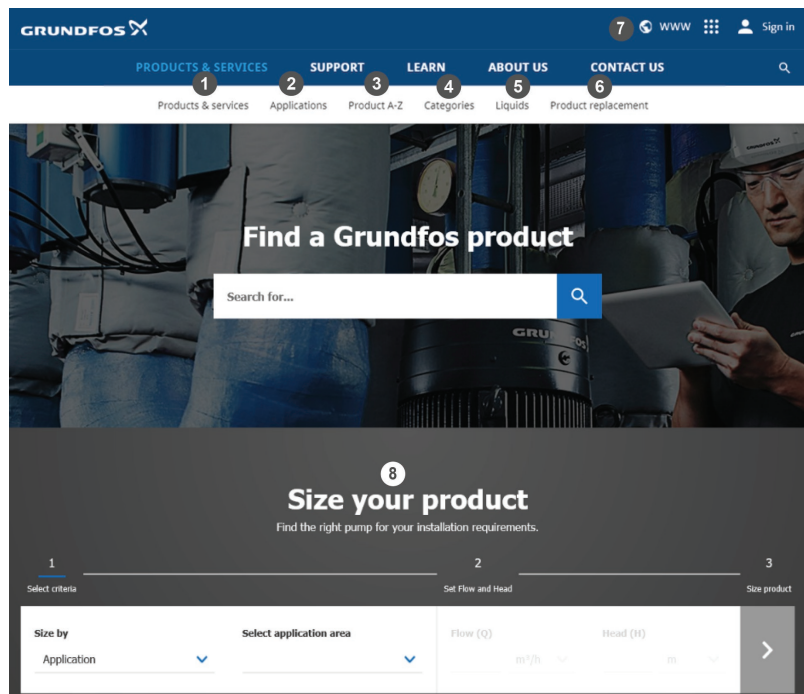 GRUNDFOS
7 WWW Sign in
PRODUCTS & SERVICES SUPPORT LEARN ABOUT US CONTACT US
1 2 3 4 5 6
Products & services Applications Product A-Z Categories Liquids Product replacement
Find a Grundfos product
Search for...
8
Size your product
Find the right pump for your installation requirements.
1 2 3
Select criteria Set Flow and Head Size product
Size by Select application area Flow (Q) Head (H)
Application m³/h m